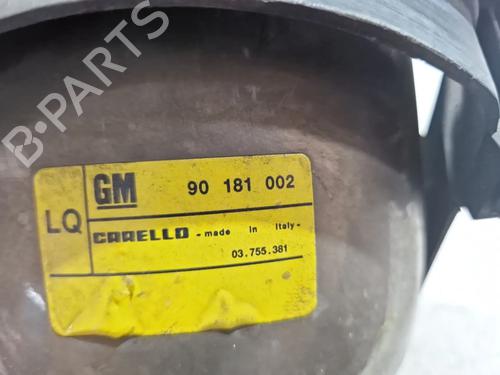 B-PARTS
GM 90 181 002
LQ
CARELLO - made in Italy-
03.755.381